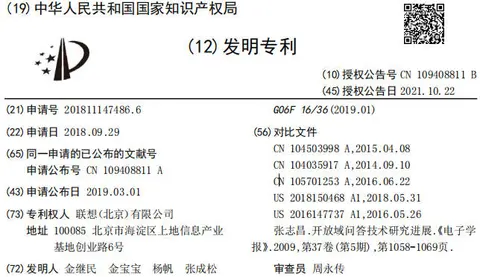 (19)中华人民共和国国家知识产权局
(12)发明专利
(10)授权公告号 CN 109408811 B
(45)授权公告日 2021.10.22
(21)申请号 201811147486.6
(22)申请日 2018.09.29
(65)同一申请的已公布的文献号
申请公布号 CN 109408811 A
(43)申请公布日 2019.03.01
(73)专利权人 联想(北京)有限公司
地址 100085 北京市海淀区上地信息产业
基地创业路6号
(72)发明人 金继民 金宝宝 杨帆 张成松
G06F 16/36(2019.01)
(56)对比文件
CN 104503998 A,2015.04.08
CN 104035917 A,2014.09.10
CN 105701253 A,2016.06.22
US 2018150468 A1,2018.05.31
US 2016147737 A1,2016.05.26
张志昌.开放域问答技术研究进展.《电子学
报》.2009,第37卷(第5期),第1058-1069页.
审查员 周永传